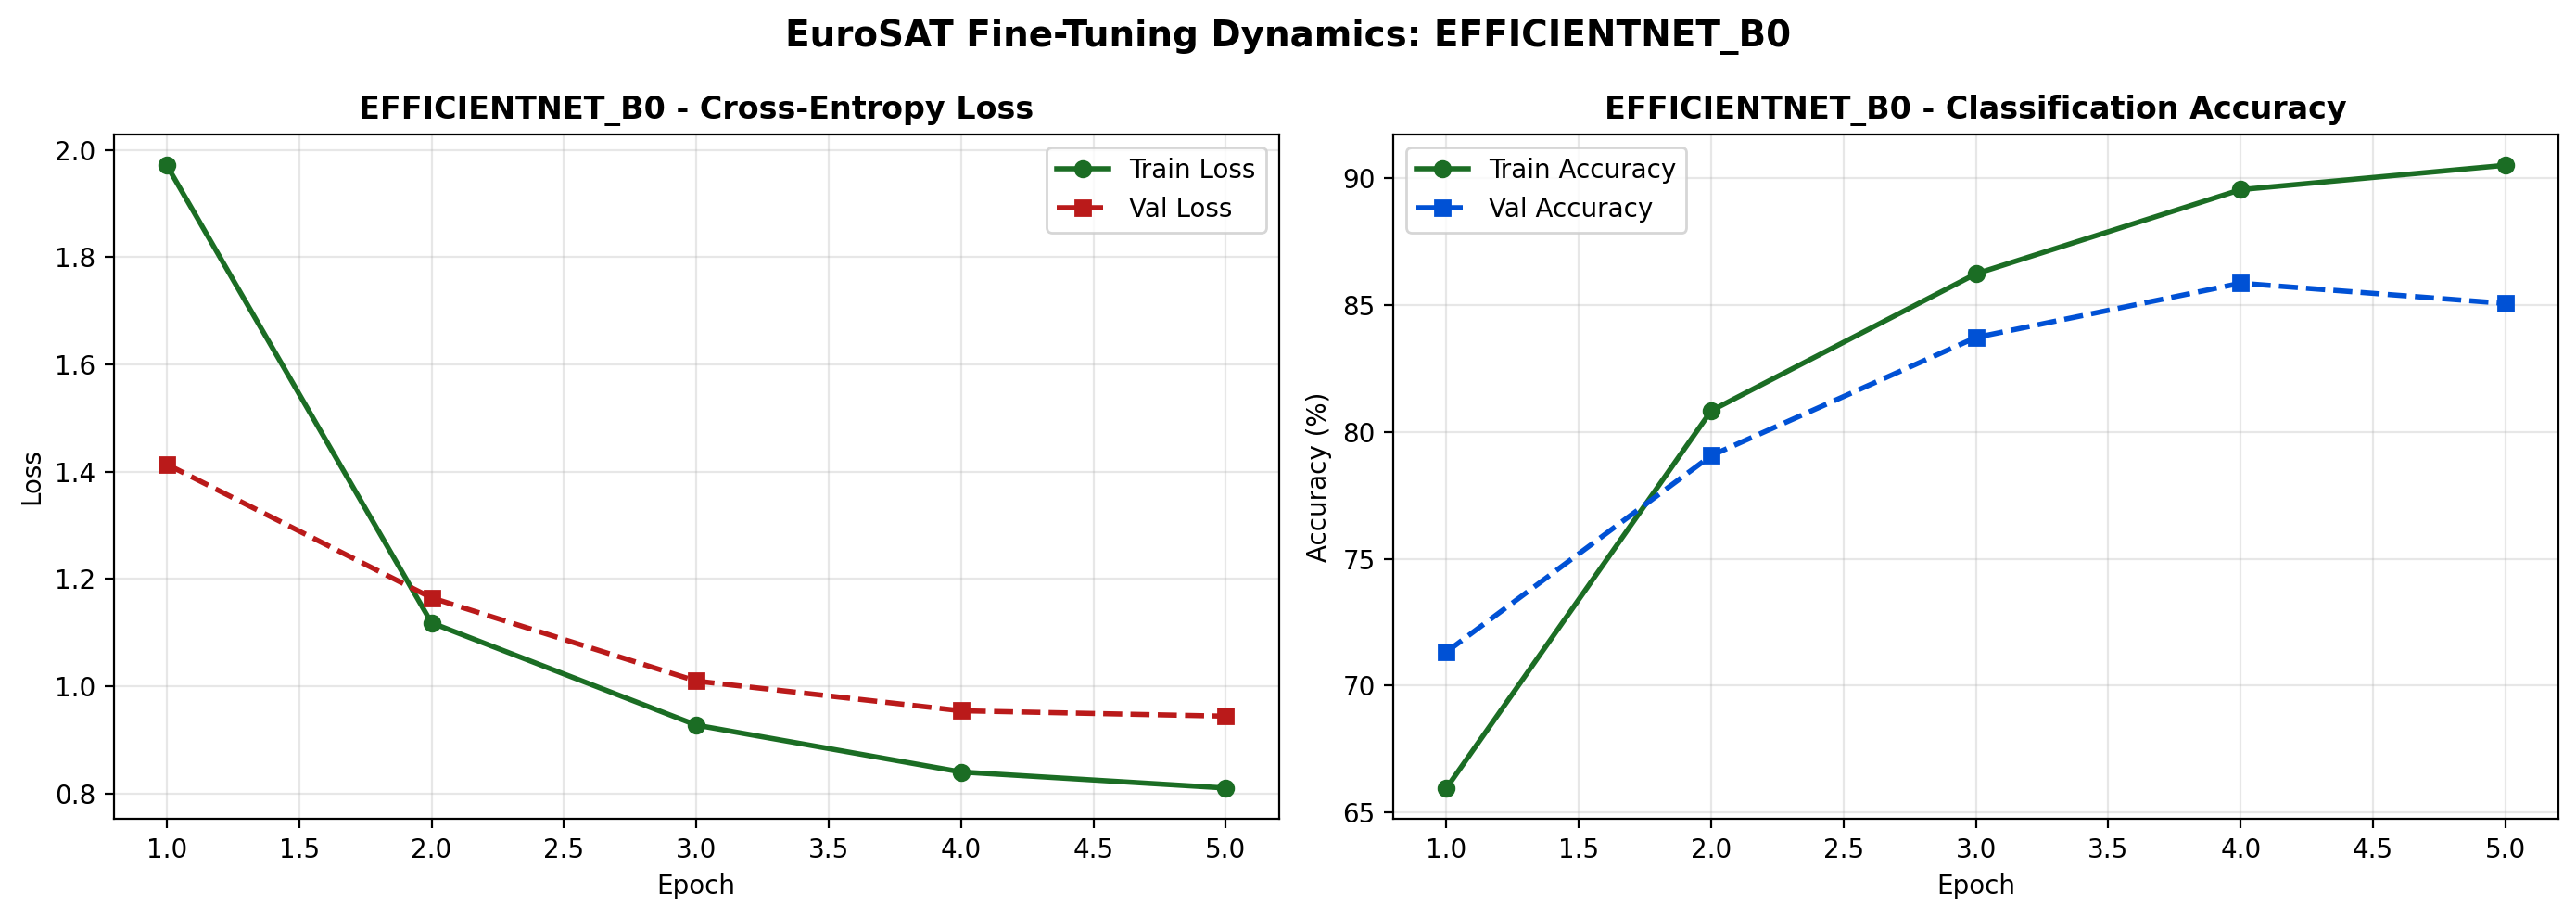 EuroSAT Fine-Tuning Dynamics: EFFICIENTNET_B0
EFFICIENTNET_B0 - Cross-Entropy Loss
Train Loss
Val Loss
2.0
1.8
1.6
1.4
1.2
1.0
0.8
Loss
1.0 1.5 2.0 2.5 3.0 3.5 4.0 4.5 5.0
Epoch
EFFICIENTNET_B0 - Classification Accuracy
Train Accuracy
Val Accuracy
90
85
80
75
70
65
Accuracy (%)
1.0 1.5 2.0 2.5 3.0 3.5 4.0 4.5 5.0
Epoch